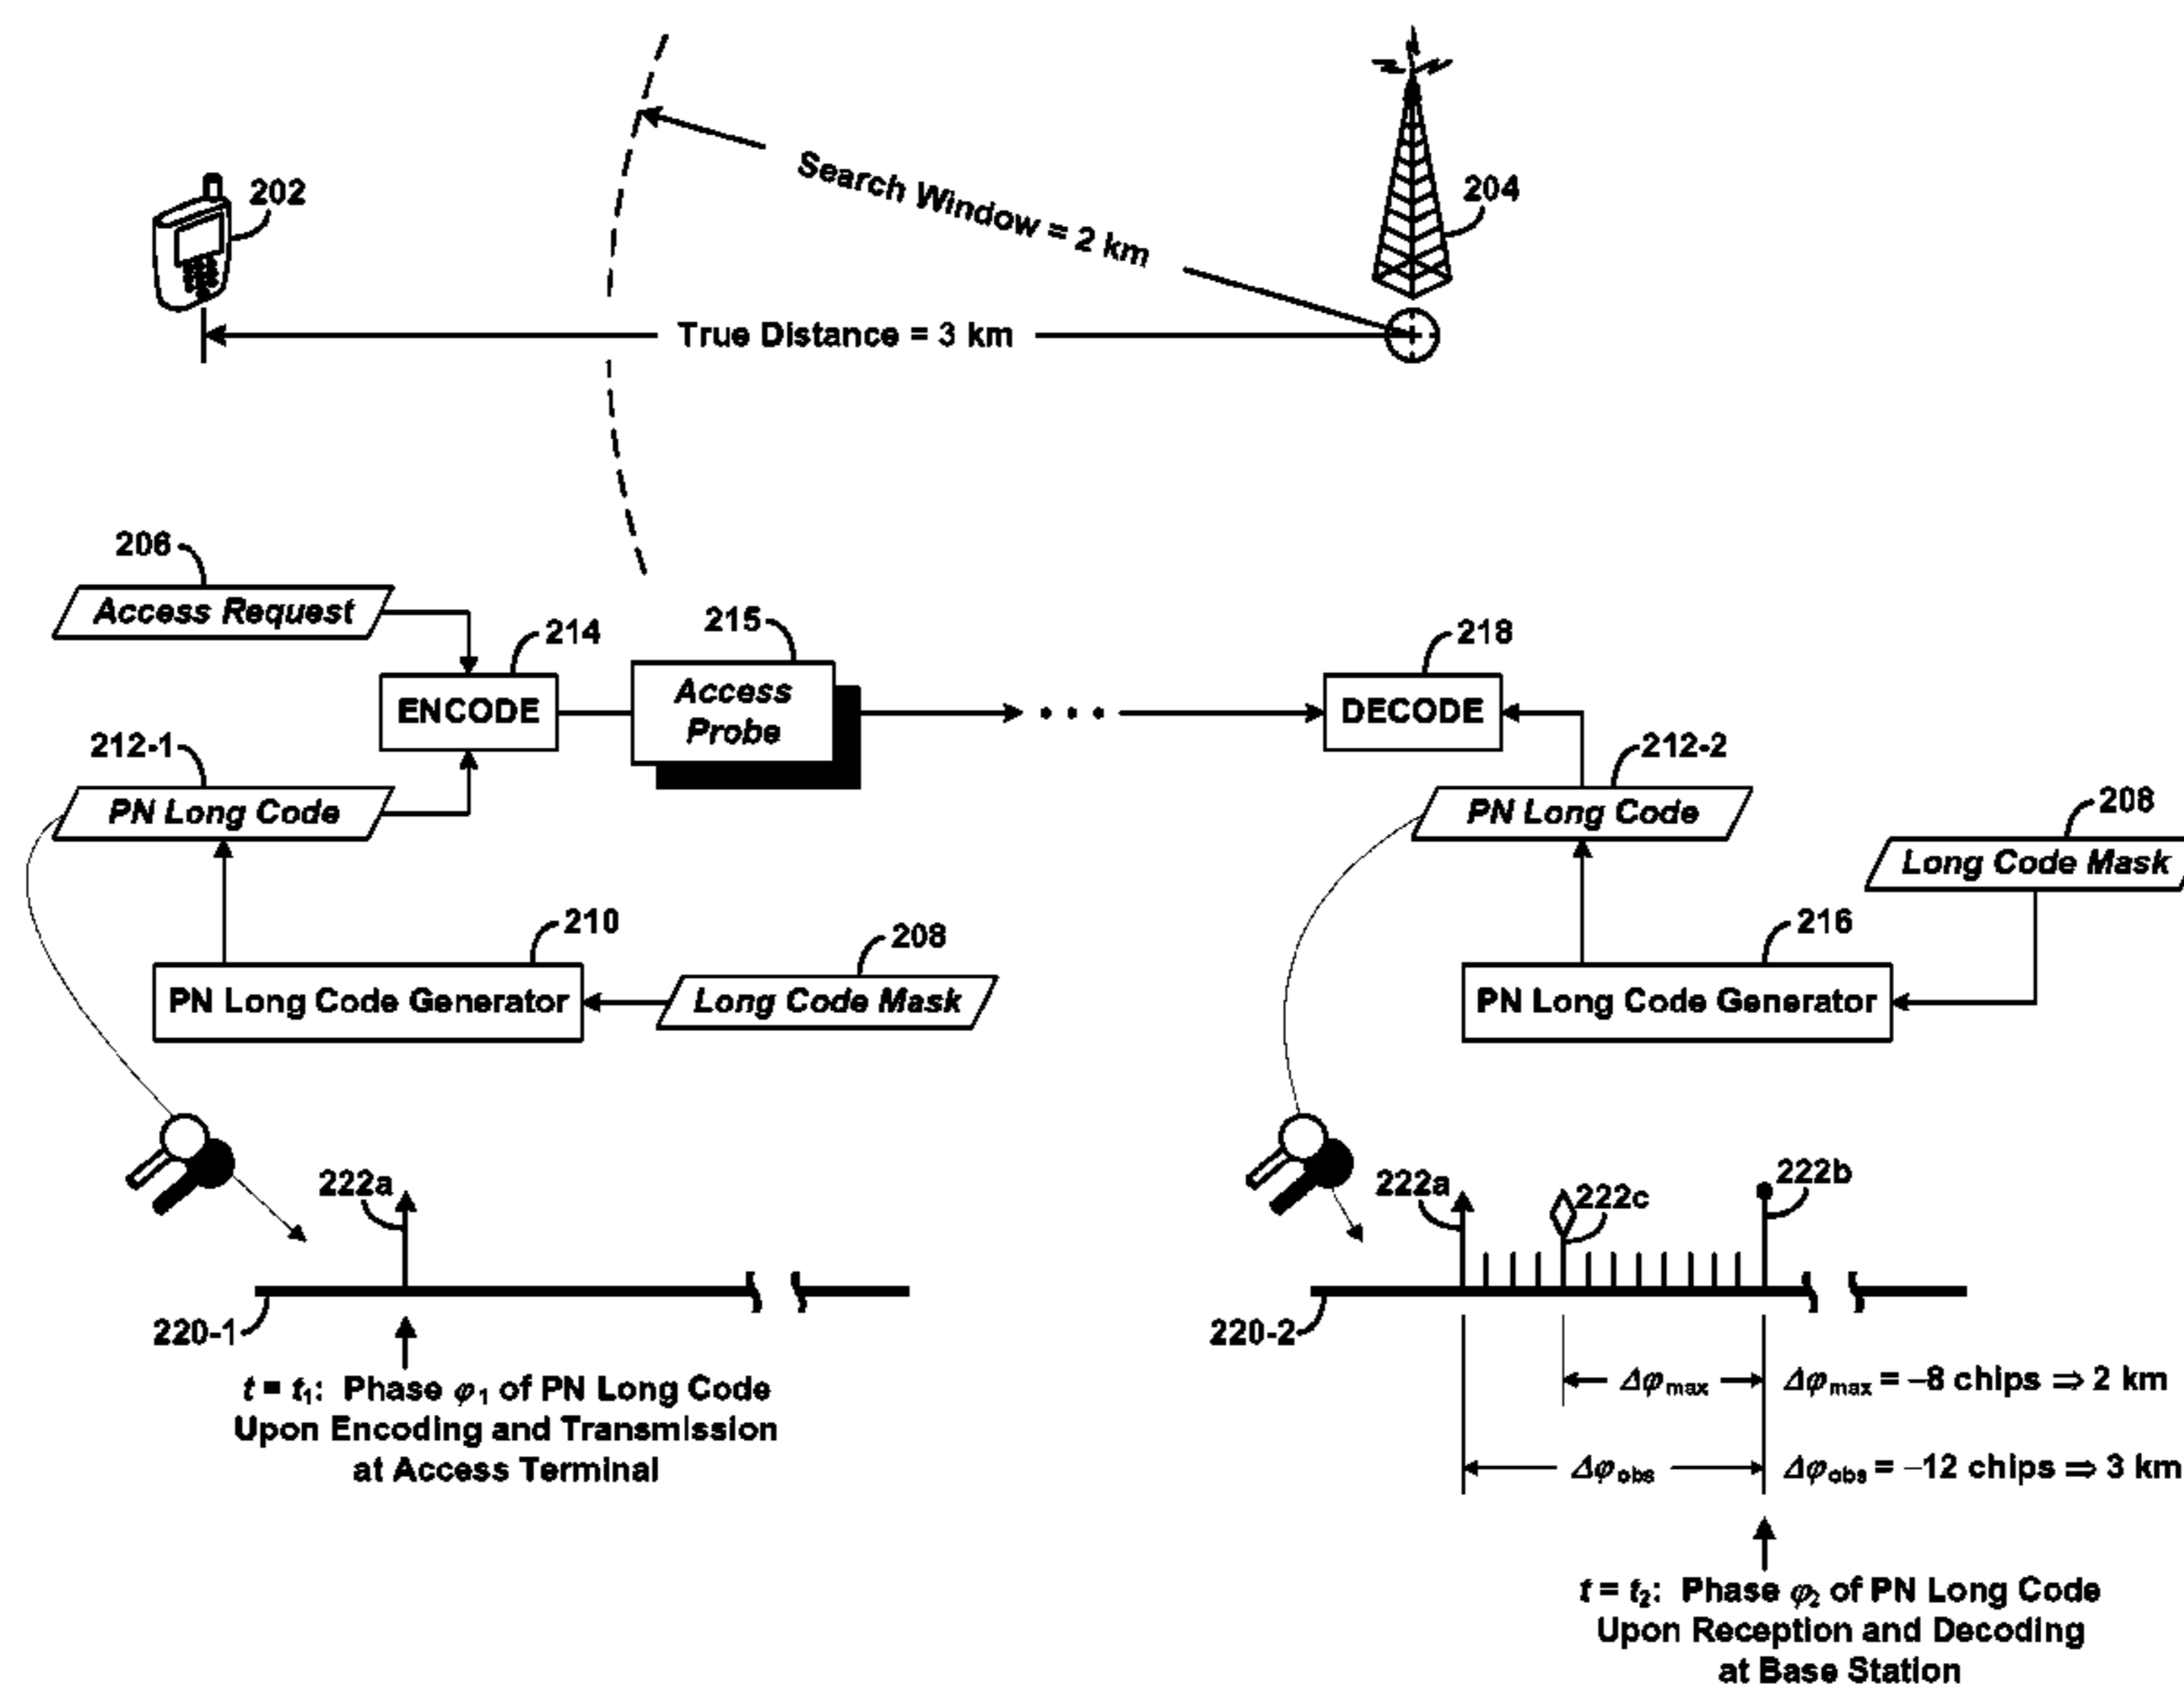 202
Search Window = 2 km
204
True Distance = 3 km
206
Access Request
214
ENCODE
215
Access
Probe
218
DECODE
212-1
PN Long Code
212-2
PN Long Code
208
Long Code Mask
210
PN Long Code Generator
208
Long Code Mask
216
PN Long Code Generator
222a
220-1
t = t₁: Phase φ₁ of PN Long Code
Upon Encoding and Transmission
at Access Terminal
222a
222c
222b
220-2
Δφmax
Δφmax = –8 chips ⇒ 2 km
Δφobs
Δφobs = –12 chips ⇒ 3 km
t = t₂: Phase φ₂ of PN Long Code
Upon Reception and Decoding
at Base Station